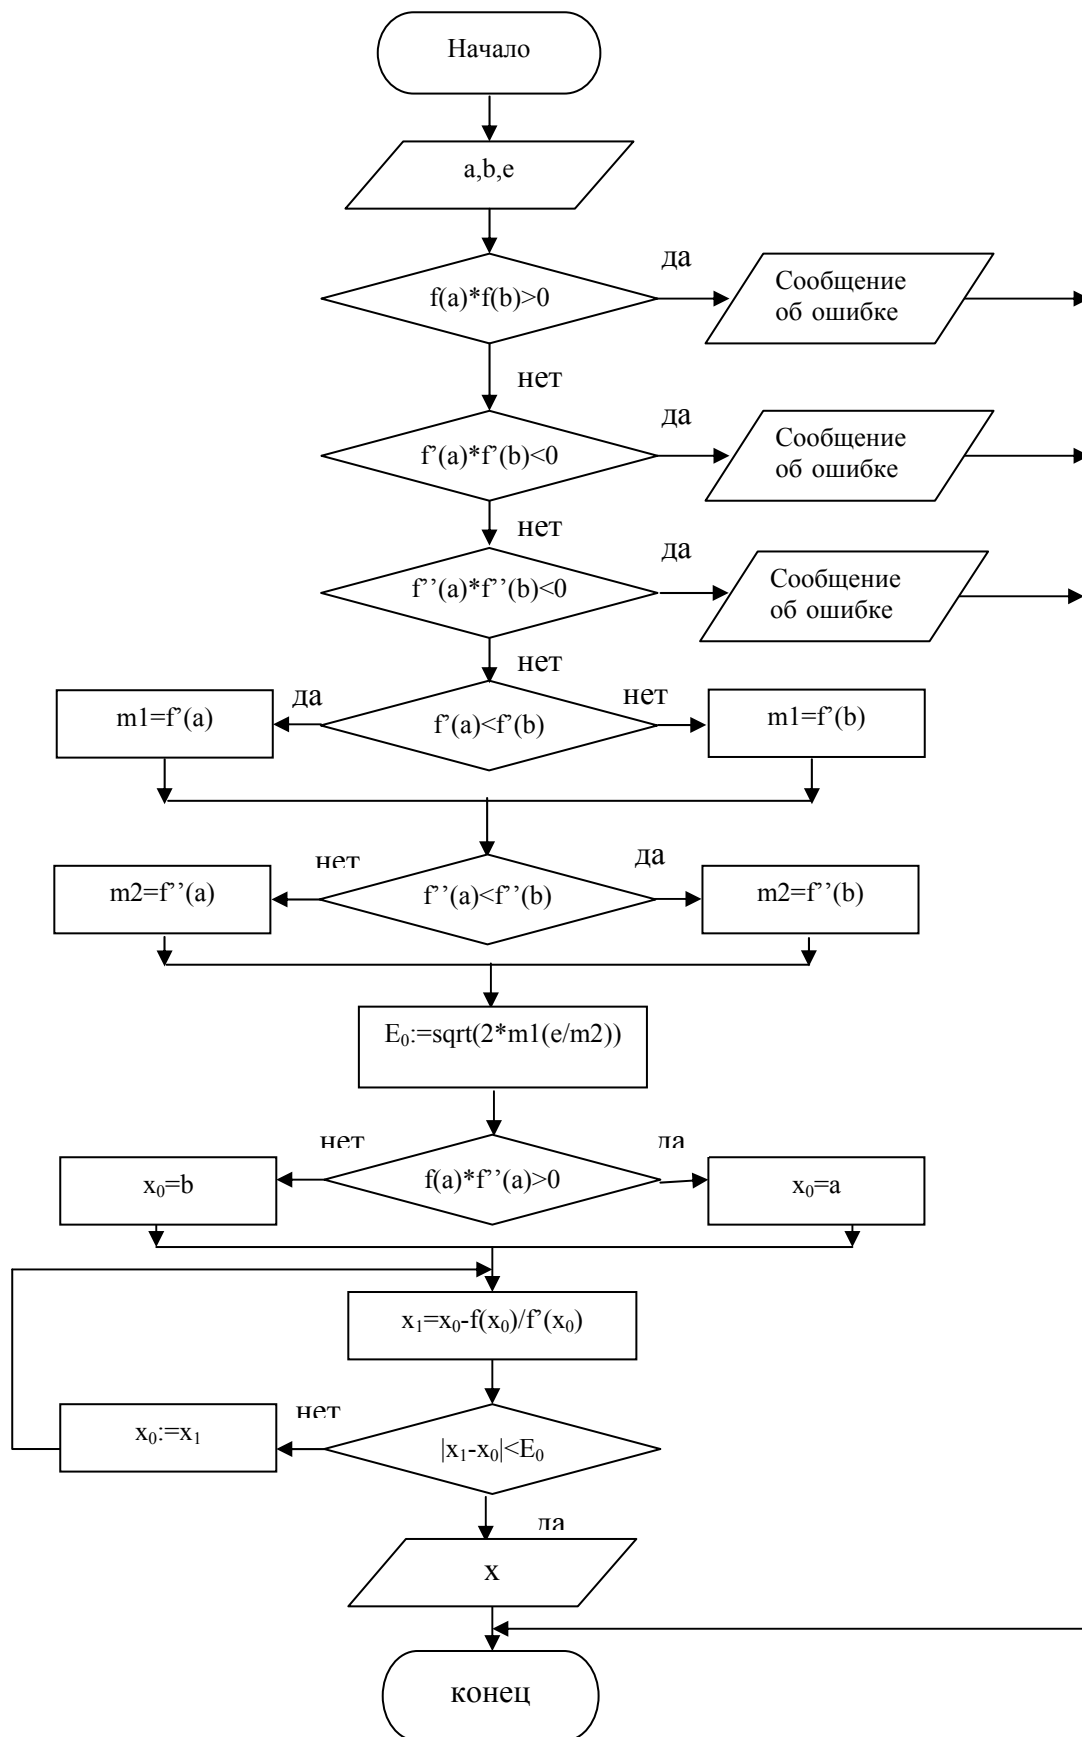 Начало
a,b,e
да
f(a)*f(b)>0
Сообщение
об ошибке
нет
да
f’(a)*f’(b)<0
Сообщение
об ошибке
нет
да
f’’(a)*f’’(b)<0
Сообщение
об ошибке
нет
да
нет
m1=f’(a)
f’(a)<f’(b)
m1=f’(b)
нет
да
m2=f’’(a)
f’’(a)<f’’(b)
m2=f’’(b)
E₀:=sqrt(2*m1(e/m2))
нет
да
x₀=b
f(a)*f’’(a)>0
x₀=a
x₁=x₀-f(x₀)/f’(x₀)
нет
x₀:=x₁
|x₁-x₀|<E₀
да
x
конец